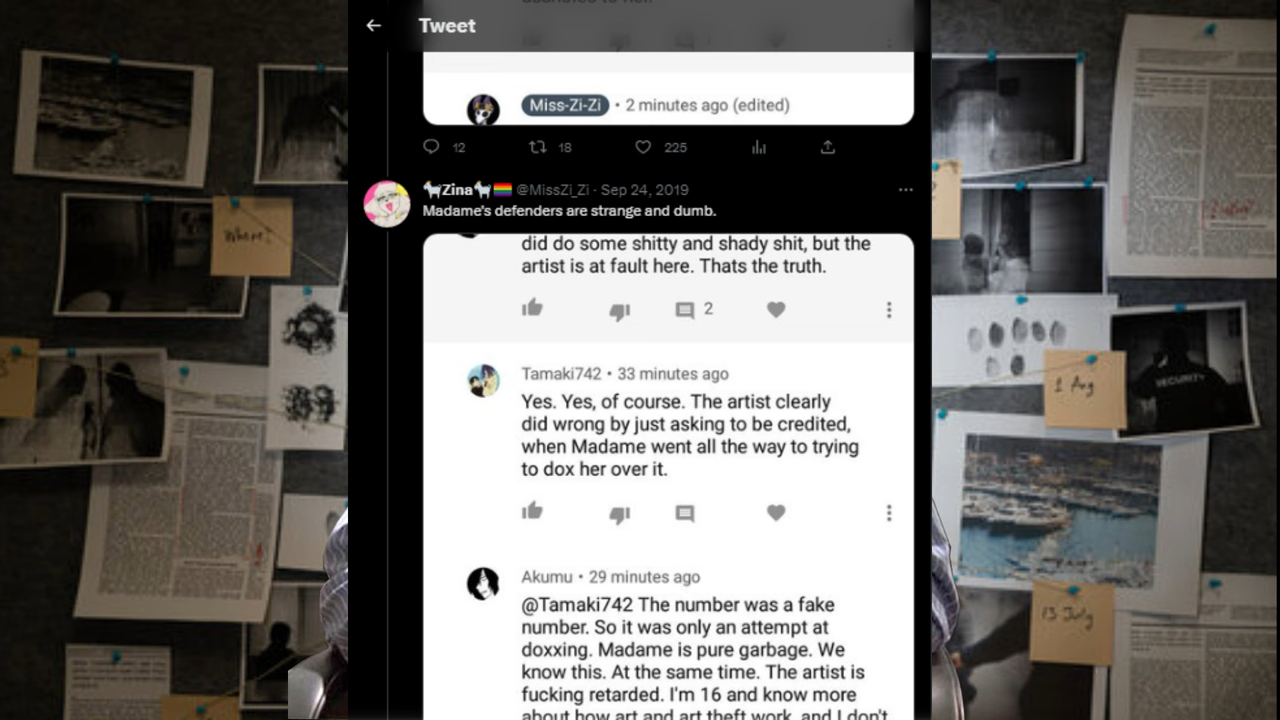 Tweet
Miss-Zi-Zi • 2 minutes ago (edited)
12 18 225
🐐Zina🐐🏳️‍🌈 @MissZi_Zi · Sep 24, 2019
Madame's defenders are strange and dumb.
did do some shitty and shady shit, but the
artist is at fault here. Thats the truth.
2
Tamaki742 • 33 minutes ago
Yes. Yes, of course. The artist clearly
did wrong by just asking to be credited,
when Madame went all the way to trying
to dox her over it.
Akumu • 29 minutes ago
@Tamaki742 The number was a fake
number. So it was only an attempt at
doxxing. Madame is pure garbage. We
know this. At the same time. The artist is
fucking retarded. I'm 16 and know more
about how art and art theft work, and I don't
Where?
SECURITY
1 Aug
13 July